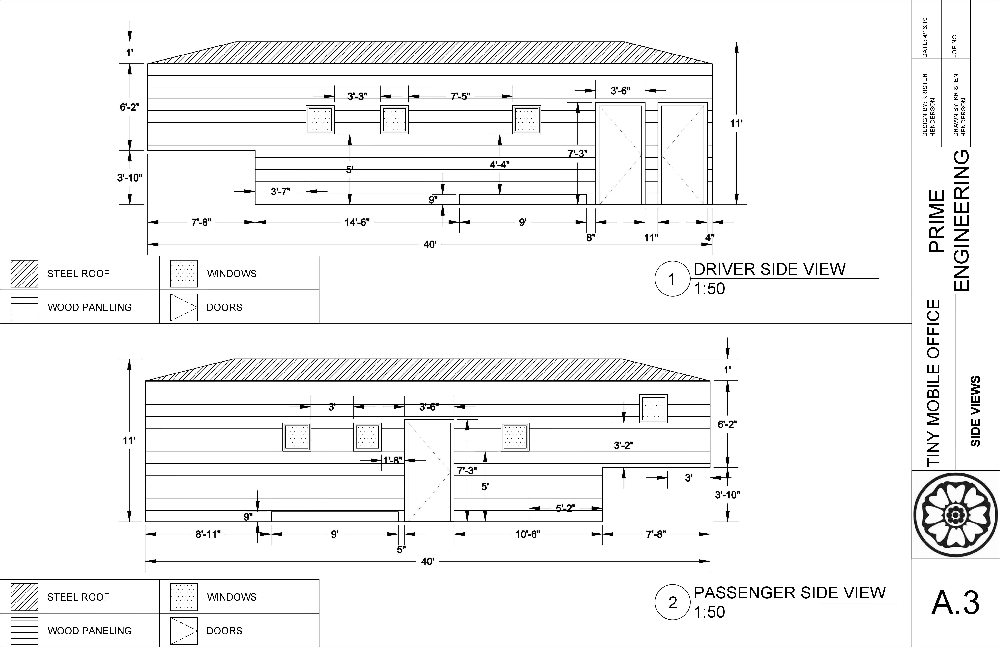 1'
3'-3"
7'-5"
3'-6"
6'-2"
11'
7'-3"
4'-4"
5'
3'-10"
3'-7"
9"
7'-8"
14'-6"
9'
8"
11"
4"
40'
STEEL ROOF
WINDOWS
WOOD PANELING
DOORS
1
DRIVER SIDE VIEW
1:50
1'
3'
3'-6"
6'-2"
11'
3'-2"
1'-8"
7'-3"
5'
3'
3'-10"
5'-2"
9"
8'-11"
9'
10'-6"
7'-8"
5"
40'
STEEL ROOF
WINDOWS
WOOD PANELING
DOORS
2
PASSENGER SIDE VIEW
1:50
DATE: 4/16/19
JOB NO.
DESIGN BY: KRISTEN
HENDERSON
DRAWN BY: KRISTEN
HENDERSON
PRIME
ENGINEERING
TINY MOBILE OFFICE
SIDE VIEWS
A.3